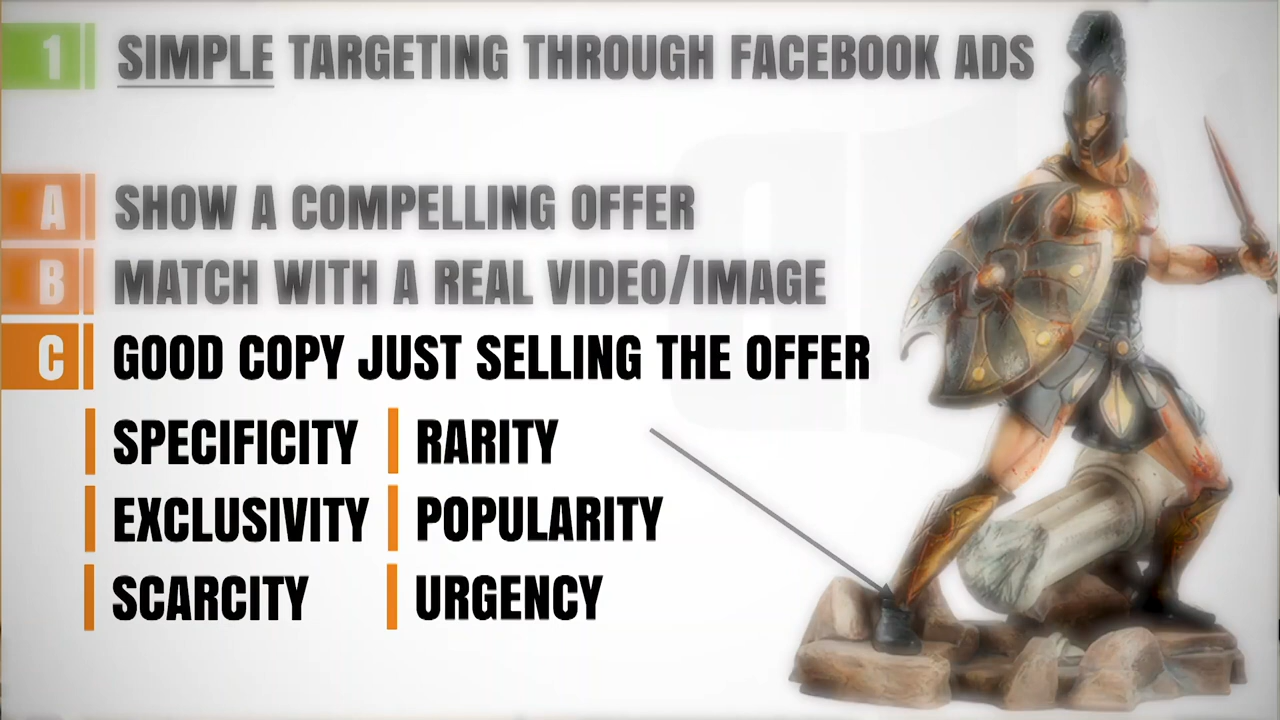 1 SIMPLE TARGETING THROUGH FACEBOOK ADS
A SHOW A COMPELLING OFFER
B MATCH WITH A REAL VIDEO/IMAGE
C GOOD COPY JUST SELLING THE OFFER
SPECIFICITY RARITY
EXCLUSIVITY POPULARITY
SCARCITY URGENCY